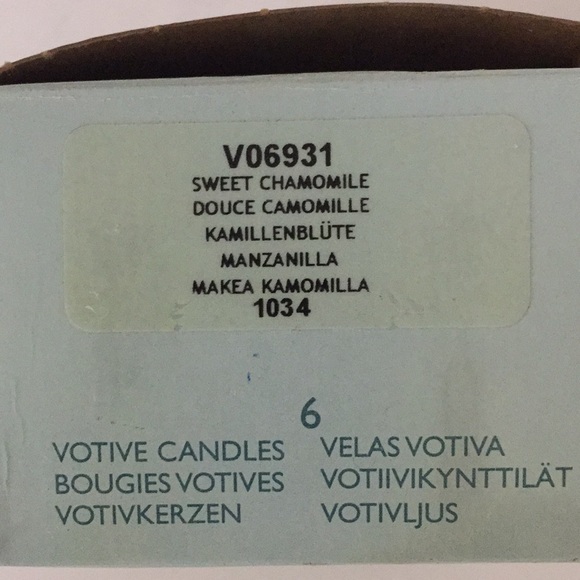 V06931
SWEET CHAMOMILE
DOUCE CAMOMILLE
KAMILLENBLÜTE
MANZANILLA
MAKEA KAMOMILLA
1034
6
VOTIVE CANDLES
BOUGIES VOTIVES
VOTIVKERZEN
VELAS VOTIVA
VOTIIVIKYNTTILÄT
VOTIVLJUS